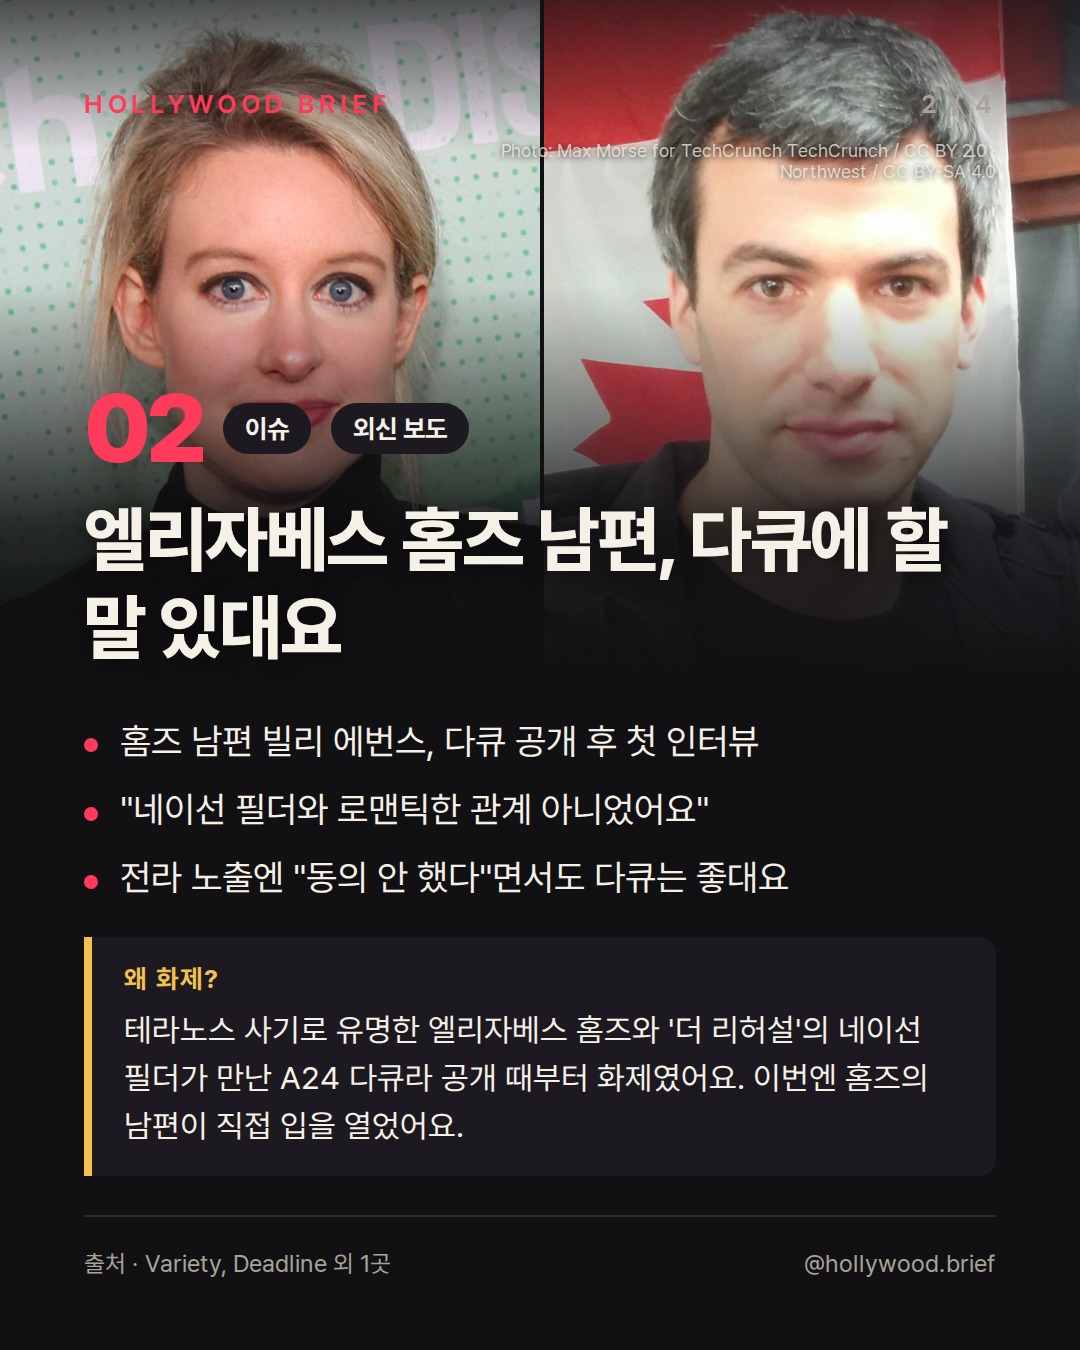 HOLLYWOOD BRIEF
2 / 4
Photo: Max Morse for TechCrunch TechCrunch / CC BY 2.0 ·
Northwest / CC BY-SA 4.0
02
이슈
외신 보도
엘리자베스 홈즈 남편, 다큐에 할
말 있대요
홈즈 남편 빌리 에번스, 다큐 공개 후 첫 인터뷰
"네이선 필더와 로맨틱한 관계 아니었어요"
전라 노출엔 "동의 안 했다"면서도 다큐는 좋대요
왜 화제?
테라노스 사기로 유명한 엘리자베스 홈즈와 '더 리허설'의 네이선
필더가 만난 A24 다큐라 공개 때부터 화제였어요. 이번엔 홈즈의
남편이 직접 입을 열었어요.
출처 · Variety, Deadline 외 1곳
@hollywood.brief